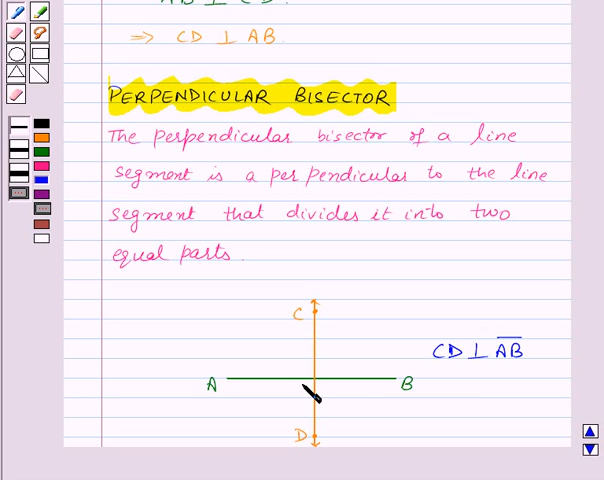 AB ⊥ CD.
⇒ CD ⊥ AB.
PERPENDICULAR BISECTOR
The perpendicular bisector of a line
segment is a perpendicular to the line
segment that divides it into two
equal parts.
C
CD ⊥ A̅B̅
A B
D